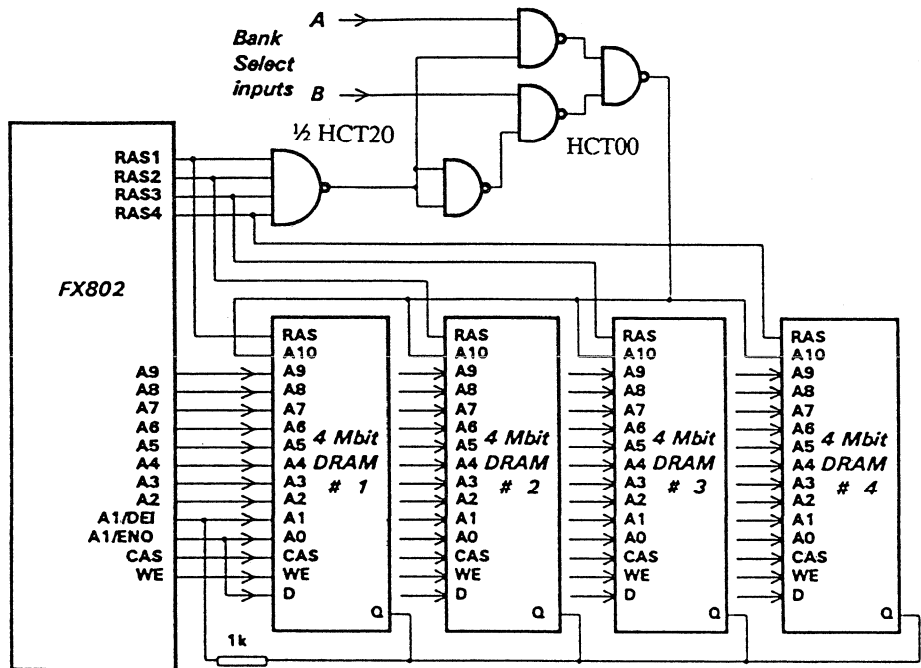 A
Bank
Select
inputs
B
½ HCT20
HCT00
RAS1
RAS2
RAS3
RAS4
FX802
A9
A8
A7
A6
A5
A4
A3
A2
A1/DEI
A1/ENO
CAS
WE
RAS
A10
A9
A8
A7
A6
A5
A4
A3
A2
A1
A0
CAS
WE
D
Q
4 Mbit
DRAM
# 1
RAS
A10
A9
A8
A7
A6
A5
A4
A3
A2
A1
A0
CAS
WE
D
Q
4 Mbit
DRAM
# 2
RAS
A10
A9
A8
A7
A6
A5
A4
A3
A2
A1
A0
CAS
WE
D
Q
4 Mbit
DRAM
# 3
RAS
A10
A9
A8
A7
A6
A5
A4
A3
A2
A1
A0
CAS
WE
D
Q
4 Mbit
DRAM
# 4
1k